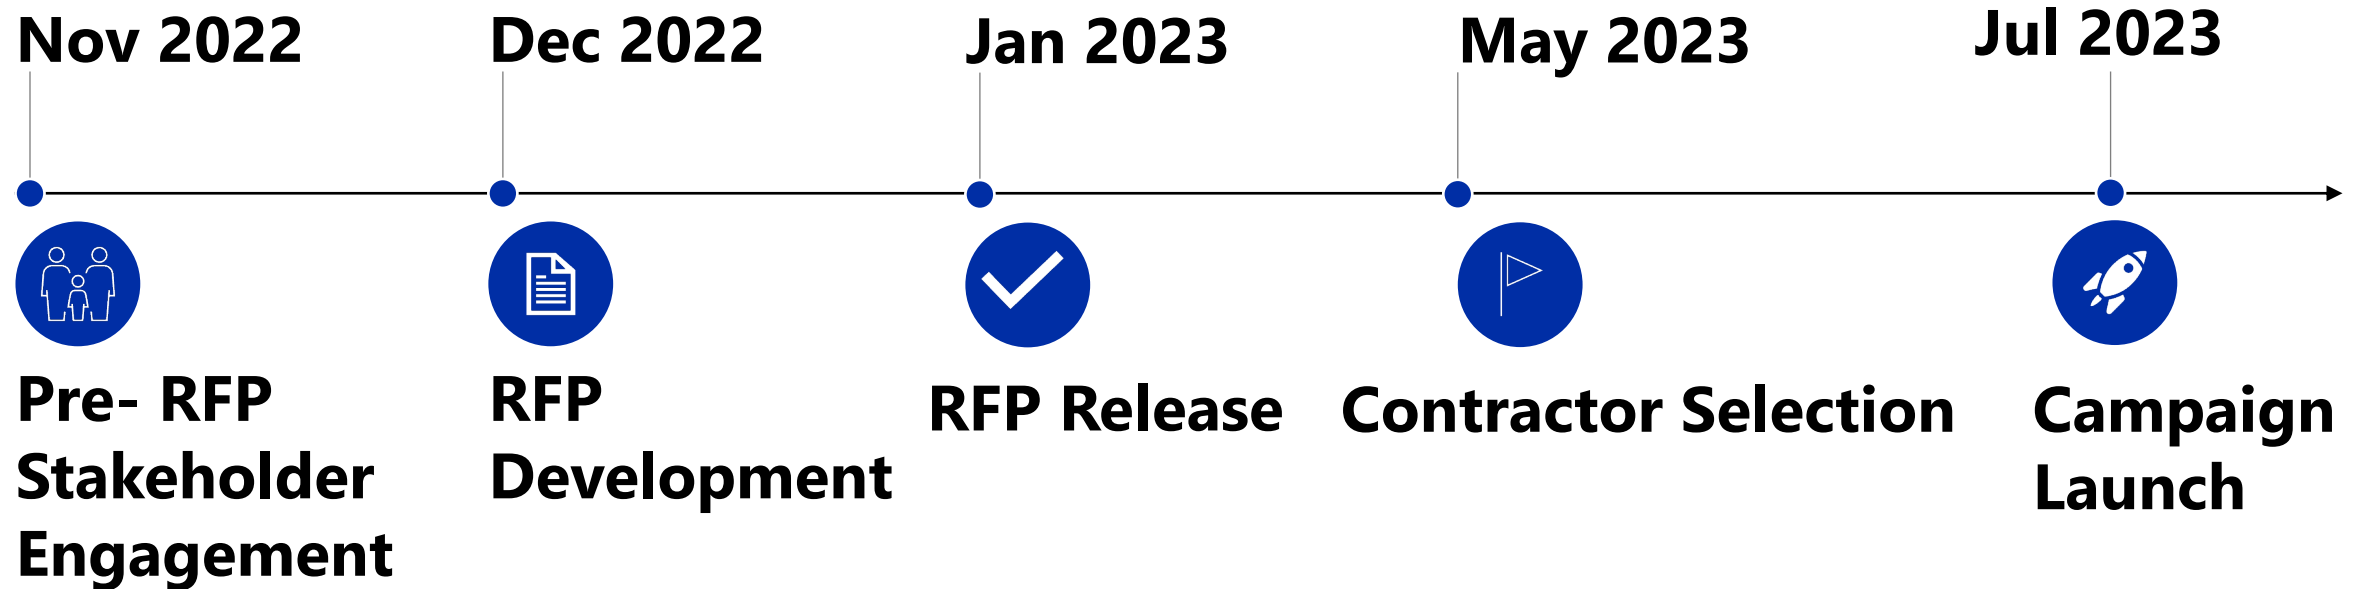 Nov 2022
Dec 2022
Jan 2023
May 2023
Jul 2023
Pre- RFP
Stakeholder
Engagement
RFP
Development
RFP Release
Contractor Selection
Campaign
Launch